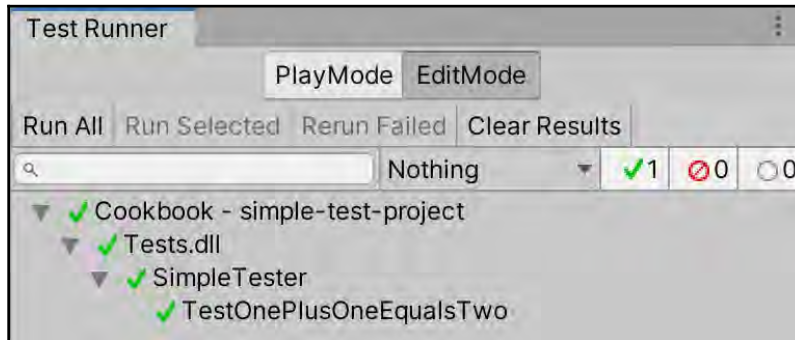 Test Runner
PlayMode EditMode
Run All Run Selected Rerun Failed Clear Results
Nothing 1 0 0
Cookbook - simple-test-project
Tests.dll
SimpleTester
TestOnePlusOneEqualsTwo